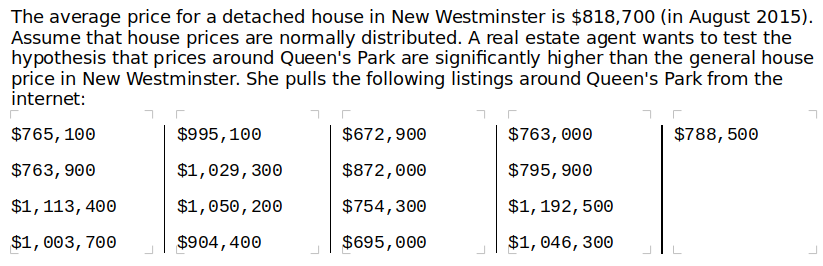 The average price for a detached house in New Westminster is $818,700 (in August 2015).
Assume that house prices are normally distributed. A real estate agent wants to test the
hypothesis that prices around Queen's Park are significantly higher than the general house
price in New Westminster. She pulls the following listings around Queen's Park from the
internet:
$765,100 $995,100 $672,900 $763,000 $788,500
$763,900 $1,029,300 $872,000 $795,900
$1,113,400 $1,050,200 $754,300 $1,192,500
$1,003,700 $904,400 $695,000 $1,046,300